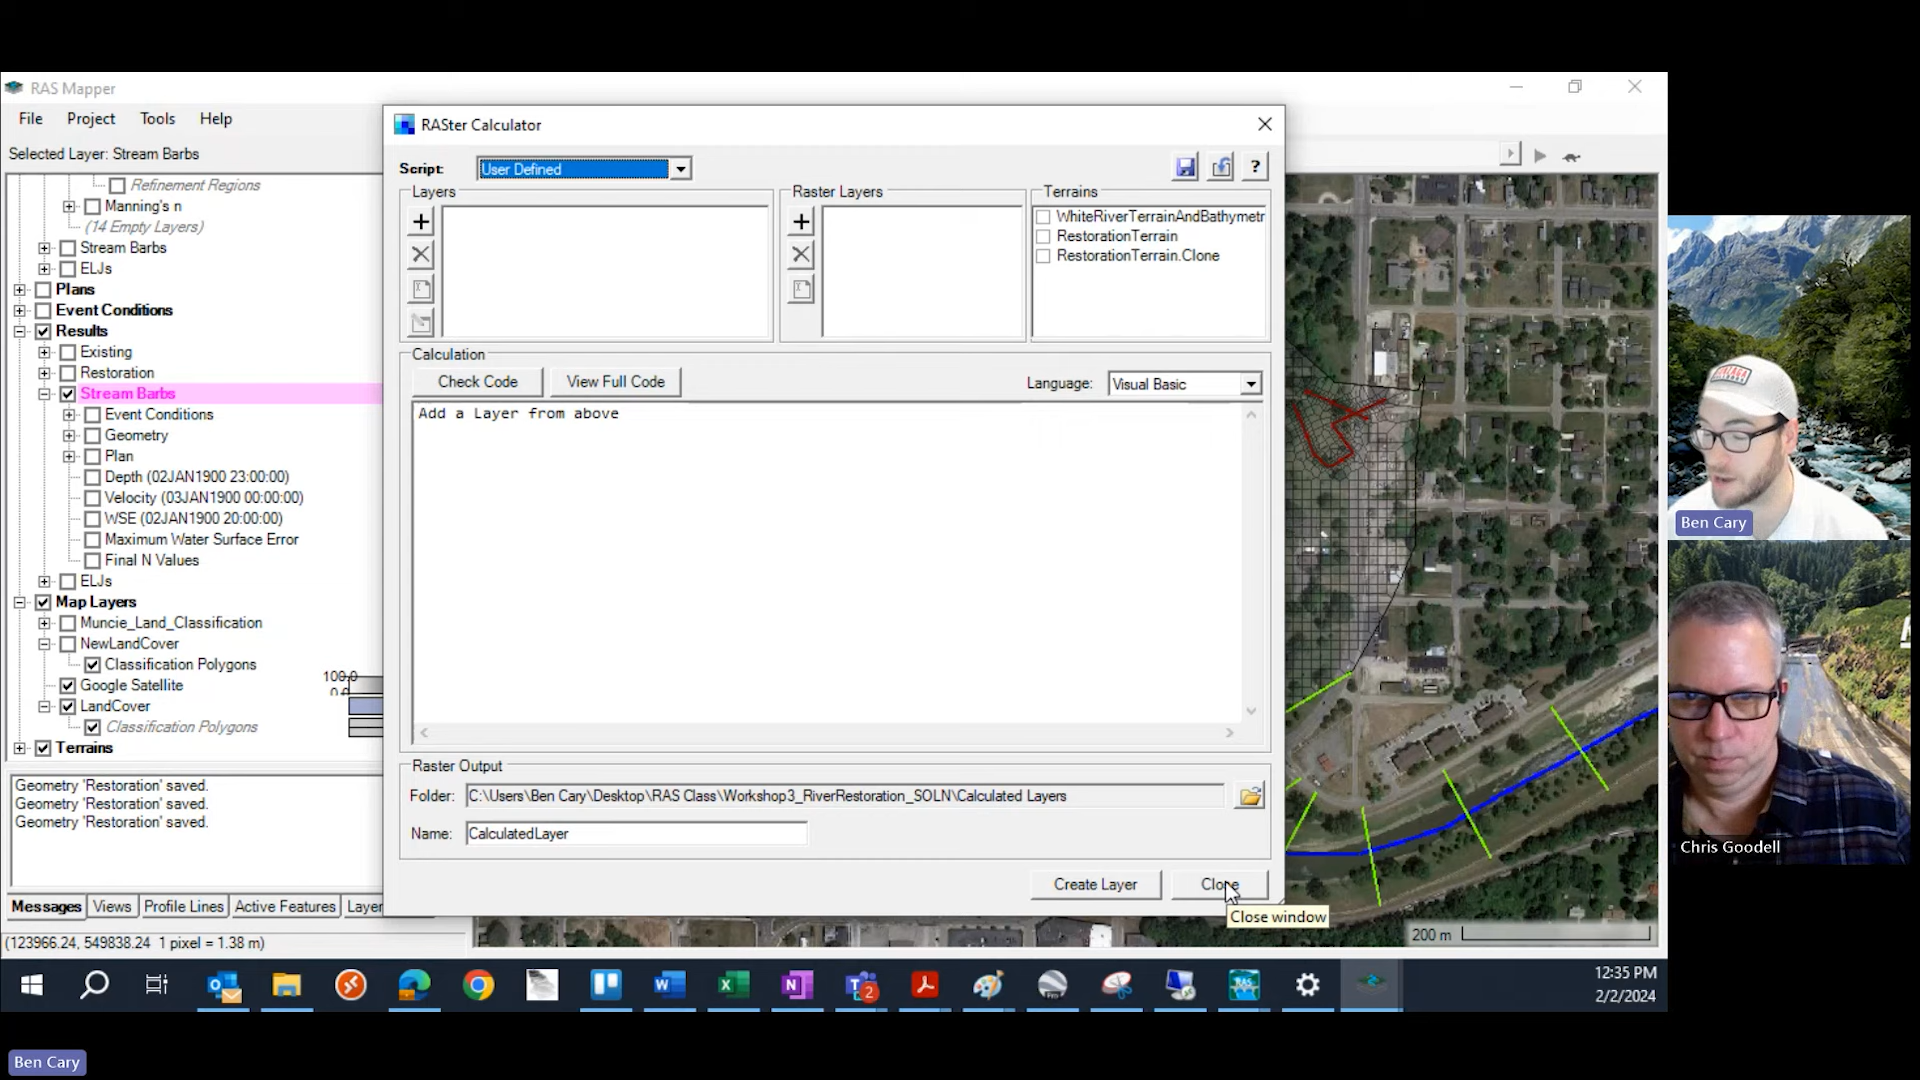 RAS Mapper
File Project Tools Help
Selected Layer: Stream Barbs
Refinement Regions
Manning's n
(14 Empty Layers)
Stream Barbs
ELJs
Plans
Event Conditions
Results
Existing
Restoration
Stream Barbs
Event Conditions
Geometry
Plan
Depth (02JAN1900 23:00:00)
Velocity (03JAN1900 00:00:00)
WSE (02JAN1900 20:00:00)
Maximum Water Surface Error
Final N Values
ELJs
Map Layers
Muncie_Land_Classification
NewLandCover
Classification Polygons
Google Satellite
LandCover
Classification Polygons
Terrains
100.0
0.0
Geometry 'Restoration' saved.
Geometry 'Restoration' saved.
Geometry 'Restoration' saved.
Messages Views Profile Lines Active Features Layer
(123966.24, 549838.24 1 pixel = 1.38 m)
RASter Calculator
Script: User Defined
?
Layers
Raster Layers
Terrains
WhiteRiverTerrainAndBathymetr
RestorationTerrain
RestorationTerrain.Clone
Calculation
Check Code View Full Code Language: Visual Basic
Add a Layer from above
Raster Output
Folder: C:\Users\Ben Cary\Desktop\RAS Class\Workshop3_RiverRestoration_SOLN\Calculated Layers
Name: CalculatedLayer
Create Layer Close
Close window
200 m
12:35 PM
2/2/2024
Ben Cary
Chris Goodell
Ben Cary